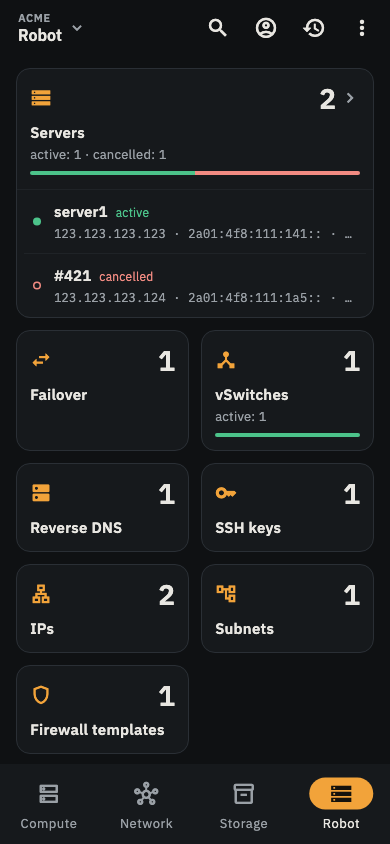 ACME
Robot
2
Servers
active: 1 · cancelled: 1
server1 active
123.123.123.123 · 2a01:4f8:111:141:: · …
#421 cancelled
123.123.123.124 · 2a01:4f8:111:1a5:: · …
1
Failover
1
vSwitches
active: 1
1
Reverse DNS
1
SSH keys
2
IPs
1
Subnets
1
Firewall templates
Compute
Network
Storage
Robot